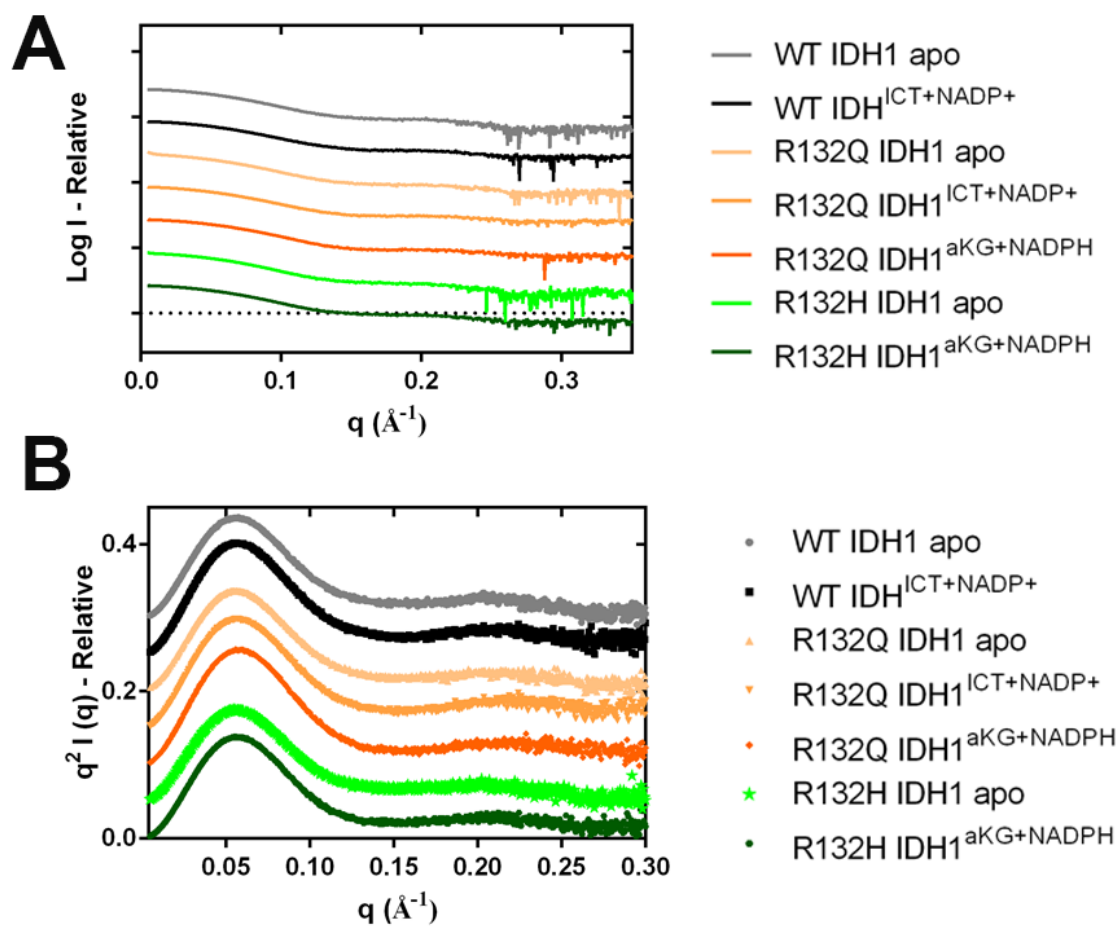 A
Log I - Relative
0.0 0.1 0.2 0.3
q (Å⁻¹)
WT IDH1 apo
WT IDH^ICT+NADP+
R132Q IDH1 apo
R132Q IDH1^ICT+NADP+
R132Q IDH1^aKG+NADPH
R132H IDH1 apo
R132H IDH1^aKG+NADPH
B
q² I (q) - Relative
0.4
0.2
0.0
0.05 0.10 0.15 0.20 0.25 0.30
q (Å⁻¹)
WT IDH1 apo
WT IDH^ICT+NADP+
R132Q IDH1 apo
R132Q IDH1^ICT+NADP+
R132Q IDH1^aKG+NADPH
R132H IDH1 apo
R132H IDH1^aKG+NADPH